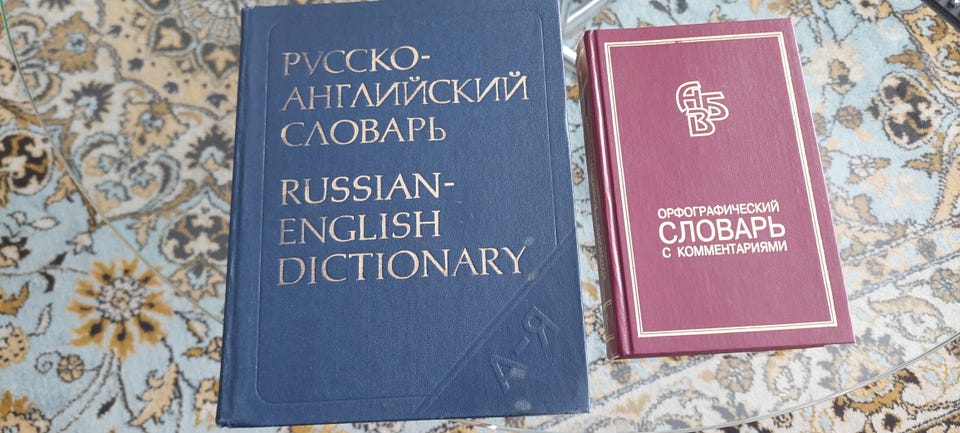 РУССКО-
АНГЛИЙСКИЙ
СЛОВАРЬ
RUSSIAN-
ENGLISH
DICTIONARY
А-Я
АБВ
ОРФОГРАФИЧЕСКИЙ
СЛОВАРЬ
С КОММЕНТАРИЯМИ